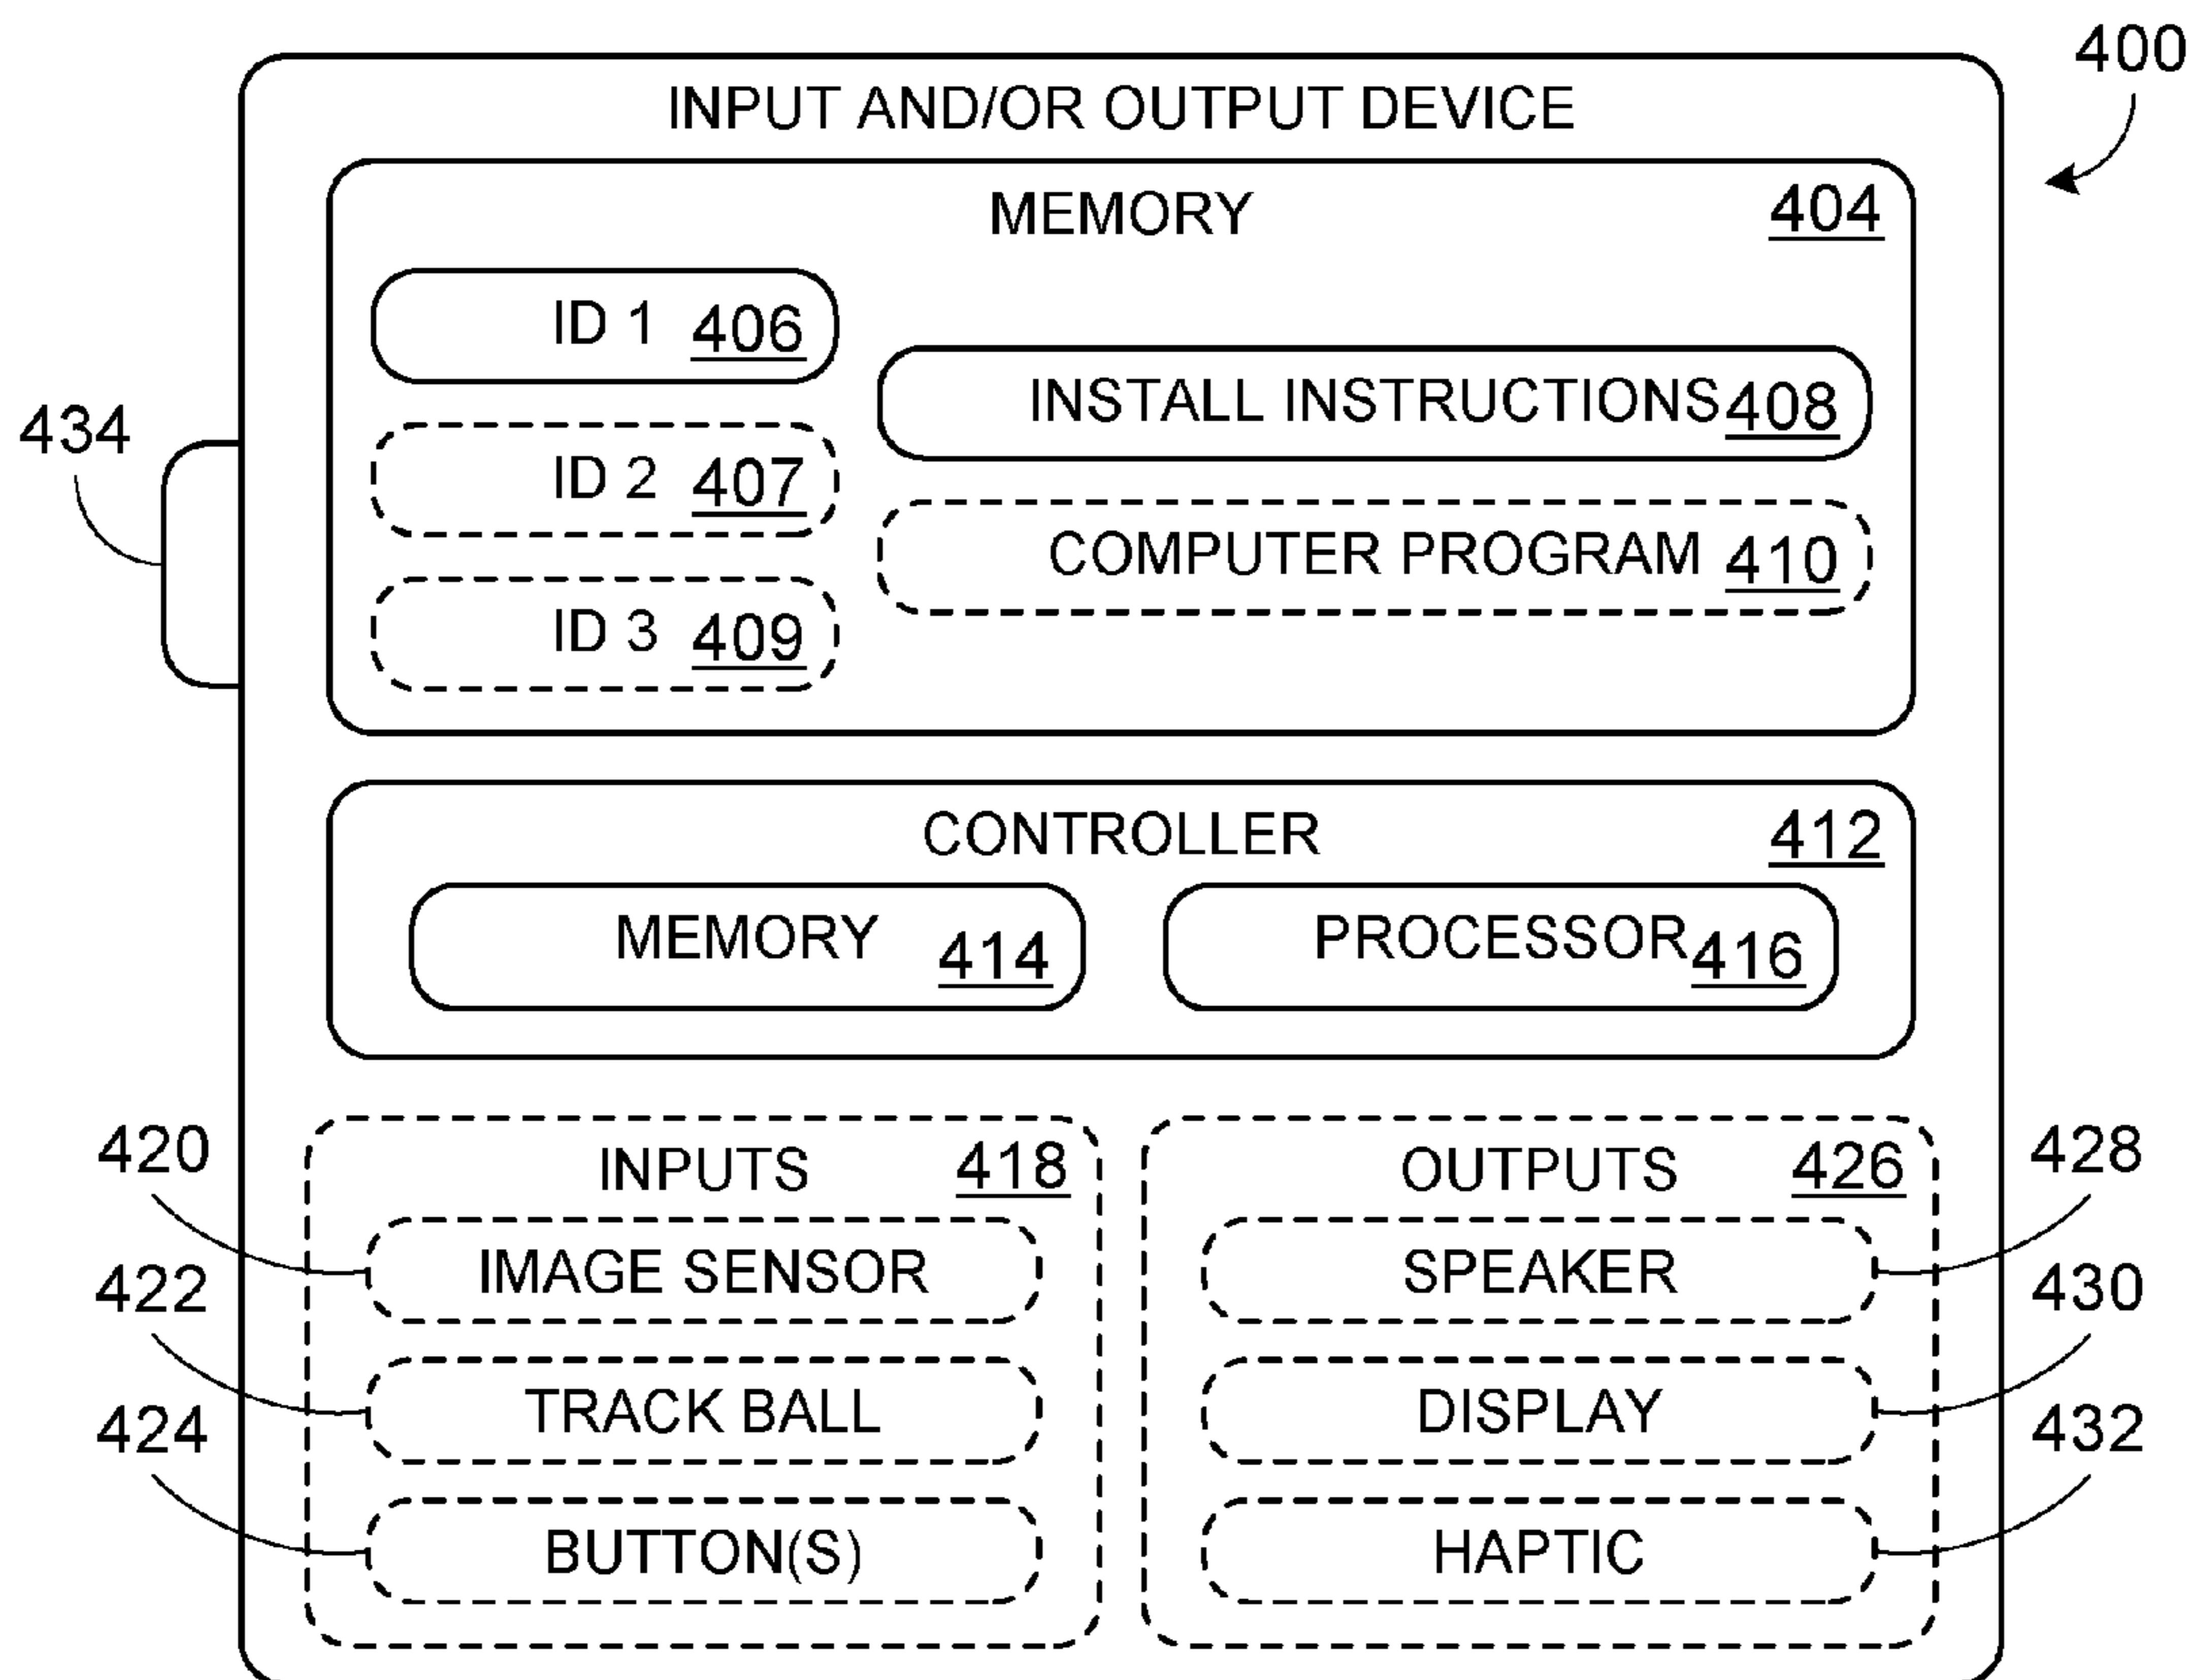 400
INPUT AND/OR OUTPUT DEVICE
MEMORY 404
ID 1 406
INSTALL INSTRUCTIONS 408
434
ID 2 407
COMPUTER PROGRAM 410
ID 3 409
CONTROLLER 412
MEMORY 414
PROCESSOR 416
INPUTS 418
420
IMAGE SENSOR
422
TRACK BALL
424
BUTTON(S)
OUTPUTS 426
428
SPEAKER
430
DISPLAY
432
HAPTIC